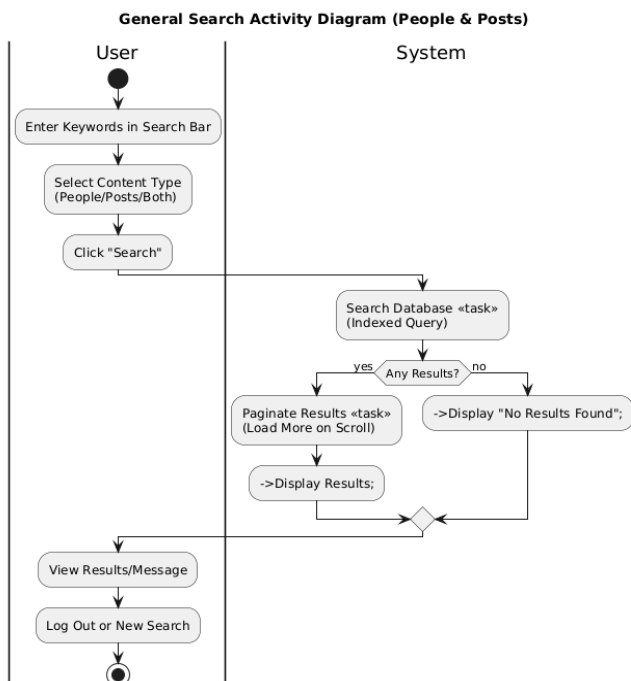 General Search Activity Diagram (People & Posts)
User
System
Enter Keywords in Search Bar
Select Content Type
(People/Posts/Both)
Click "Search"
Search Database «task»
(Indexed Query)
Any Results?
yes
no
Paginate Results «task»
(Load More on Scroll)
->Display "No Results Found";
->Display Results;
View Results/Message
Log Out or New Search